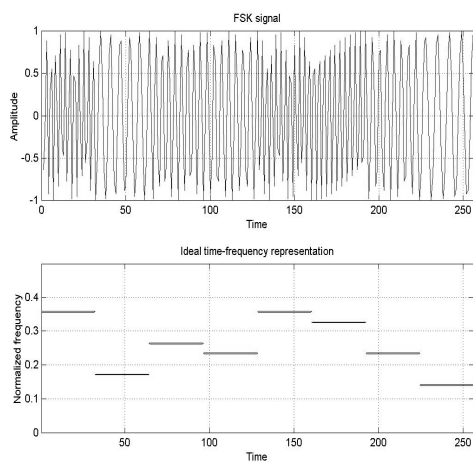 FSK signal
1
0.5
0
-0.5
-1
Amplitude
0 50 100 150 200 250
Time
Ideal time-frequency representation
0.4
0.3
0.2
0.1
0
Normalized frequency
50 100 150 200 250
Time